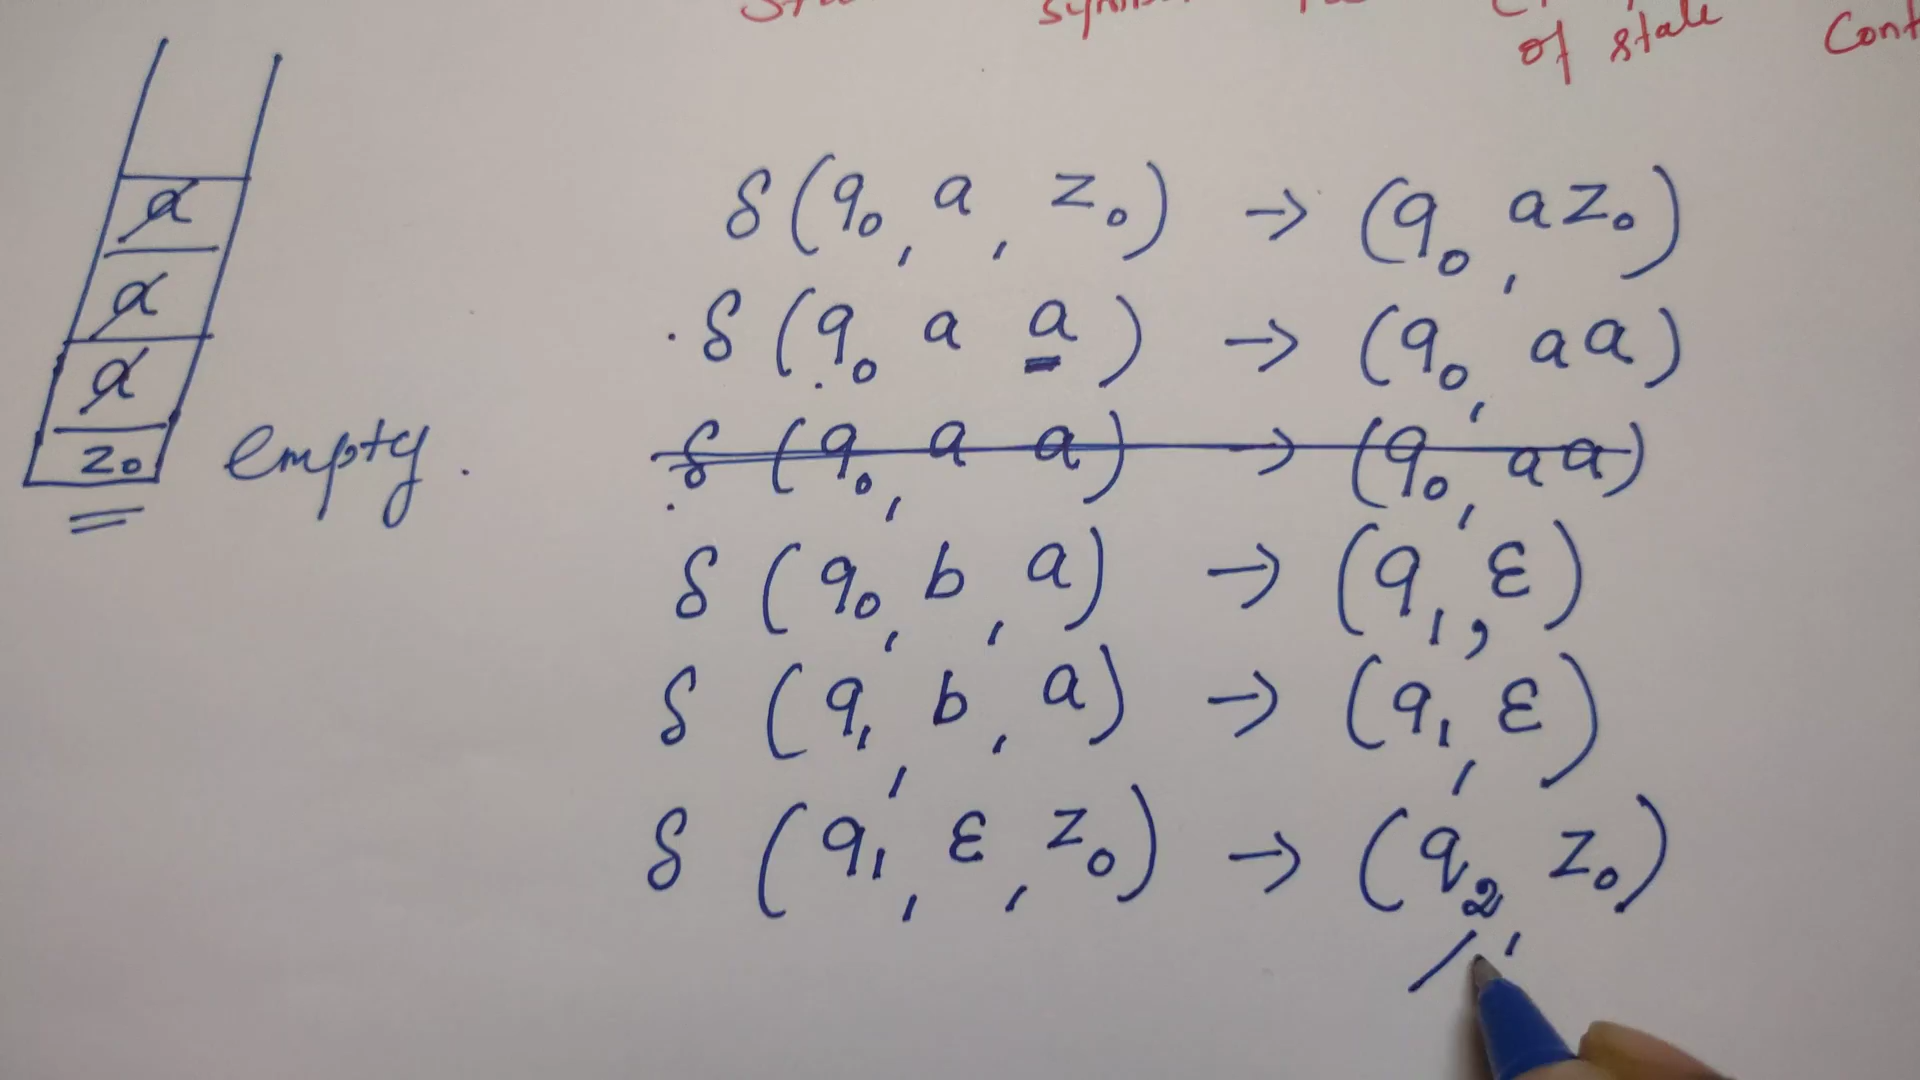 of state Cont
δ(q₀, a, z₀) → (q₀, az₀)
δ(q₀ a a) → (q₀, aa)
δ(q₀, a a) → (q₀, aa)
δ(q₀, b, a) → (q₁, ε)
δ(q₁, b, a) → (q₁, ε)
δ(q₁, ε, z₀) → (q₂, z₀)
a
a
a
z₀ empty.